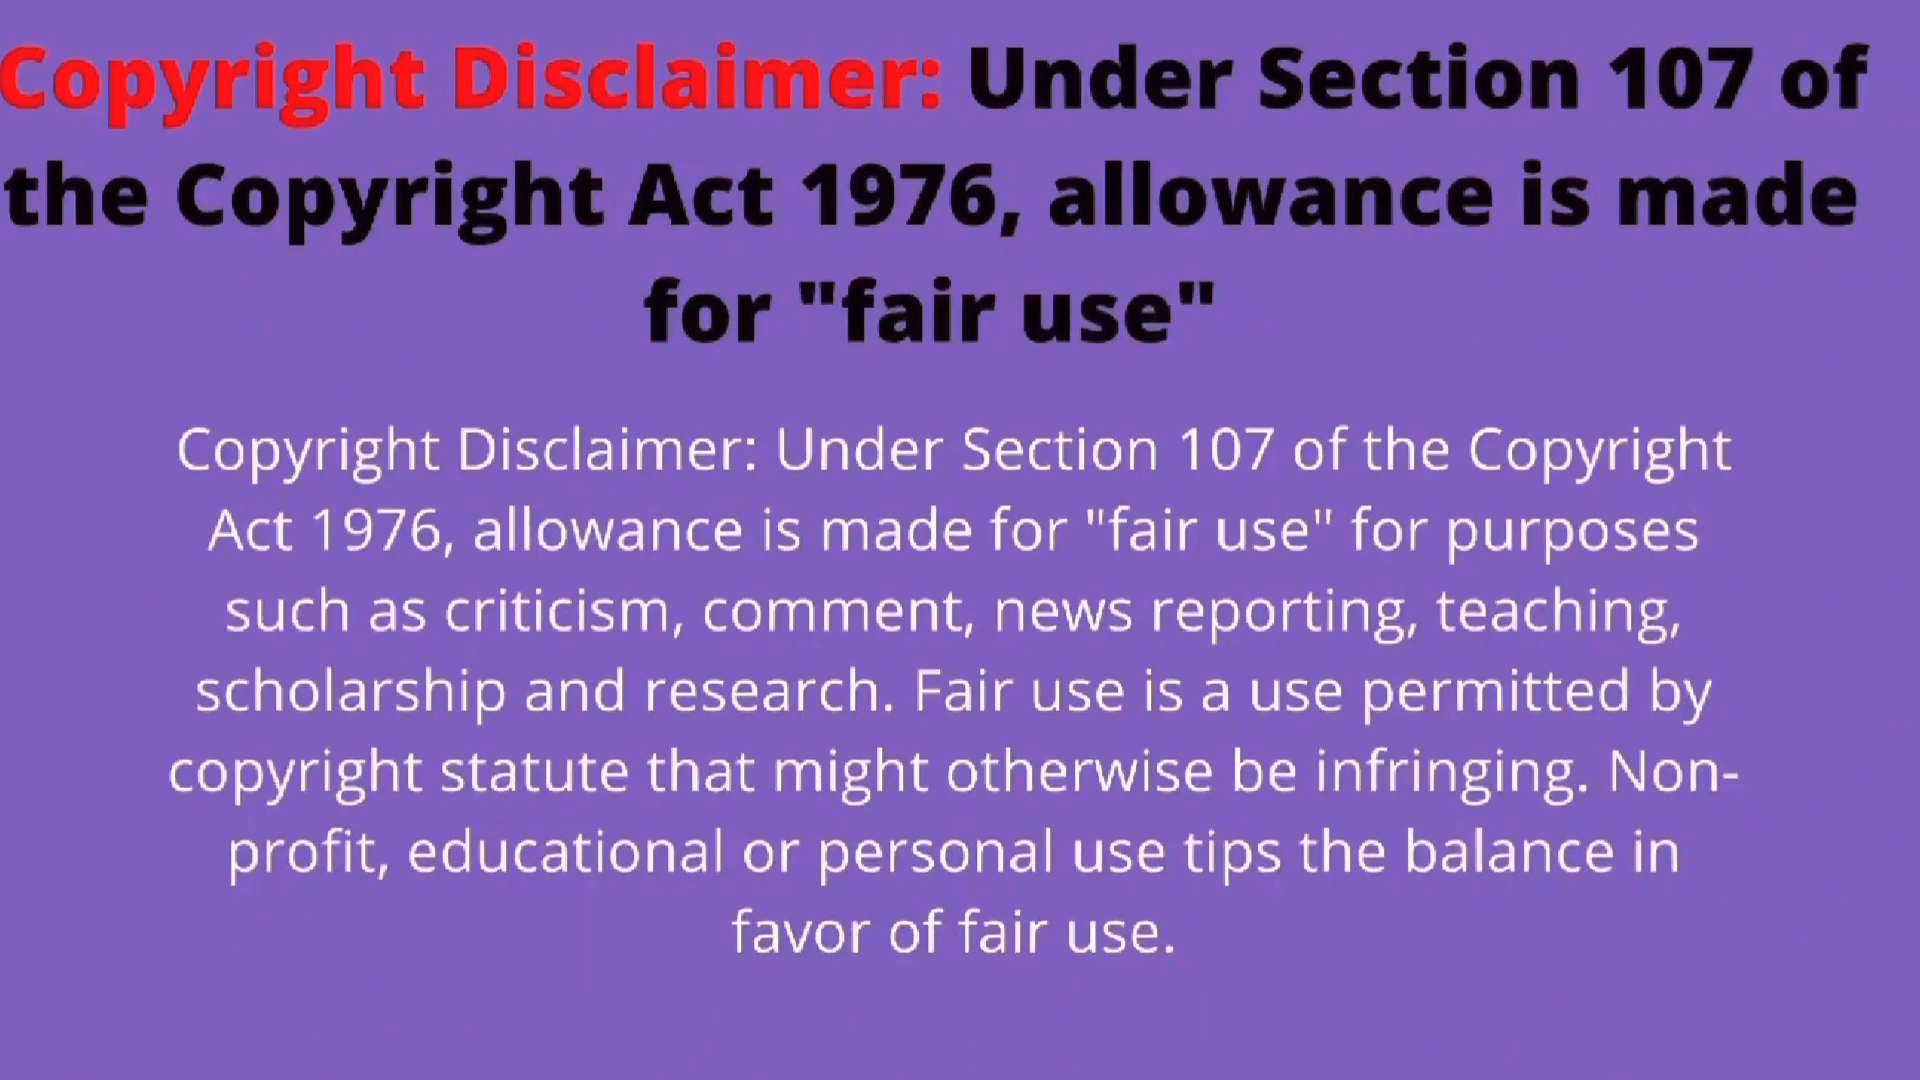 Copyright Disclaimer: Under Section 107 of
the Copyright Act 1976, allowance is made
for "fair use"
Copyright Disclaimer: Under Section 107 of the Copyright
Act 1976, allowance is made for "fair use" for purposes
such as criticism, comment, news reporting, teaching,
scholarship and research. Fair use is a use permitted by
copyright statute that might otherwise be infringing. Non-
profit, educational or personal use tips the balance in
favor of fair use.